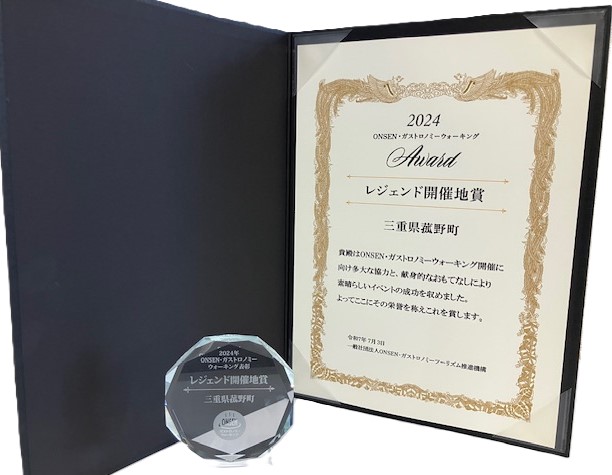 2024
ONSEN・ガストロノミーウォーキング
Award
レジェンド開催地賞
三重県菰野町
貴殿はONSEN・ガストロノミーウォーキング開催に
向け多大な協力と、献身的なおもてなしにより
素晴らしいイベントの成功を収めました。
よってここにその栄誉を称えこれを賞します。
令和7年 7月3日
一般社団法人ONSEN・ガストロノミーツーリズム推進機構
2024年
ONSEN・ガストロノミー
ウォーキング表彰
レジェンド開催地賞
三重県菰野町
ONSEN